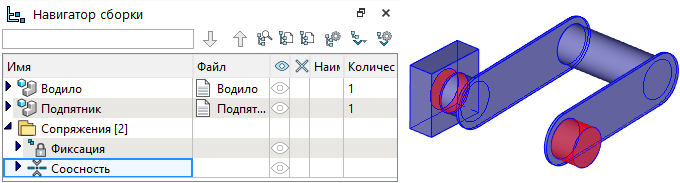 Навигатор сборки
Имя Файл Наим Количес
Водило Водило 1
Подпятник Подпят... 1
Сопряжения [2]
Фиксация
Соосность